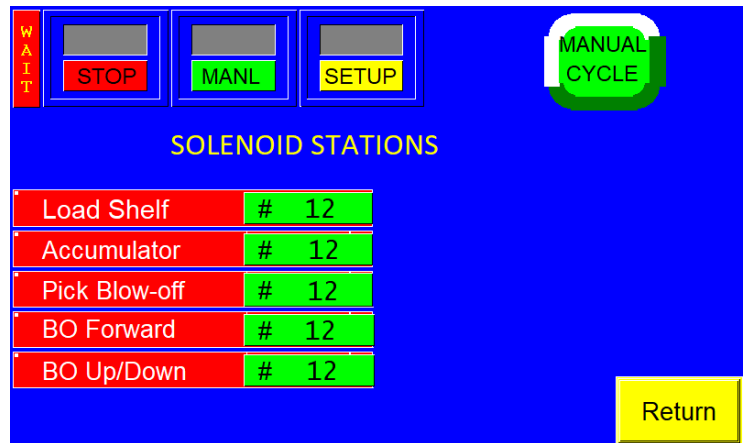 WAIT
STOP MANL SETUP
MANUAL
CYCLE
SOLENOID STATIONS
Load Shelf # 12
Accumulator # 12
Pick Blow-off # 12
BO Forward # 12
BO Up/Down # 12
Return